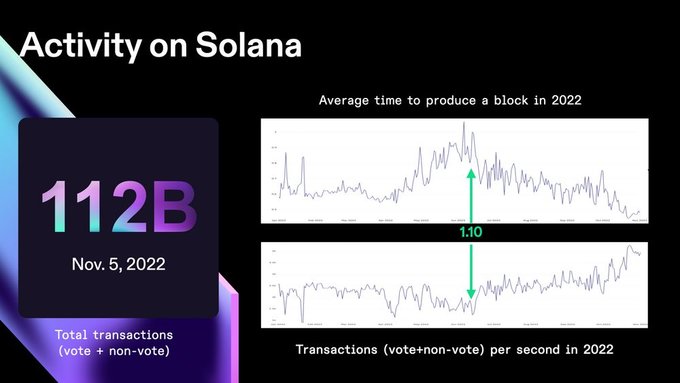 Activity on Solana
112B
Nov. 5, 2022
Total transactions
(vote + non-vote)
Average time to produce a block in 2022
1.10
Transactions (vote+non-vote) per second in 2022